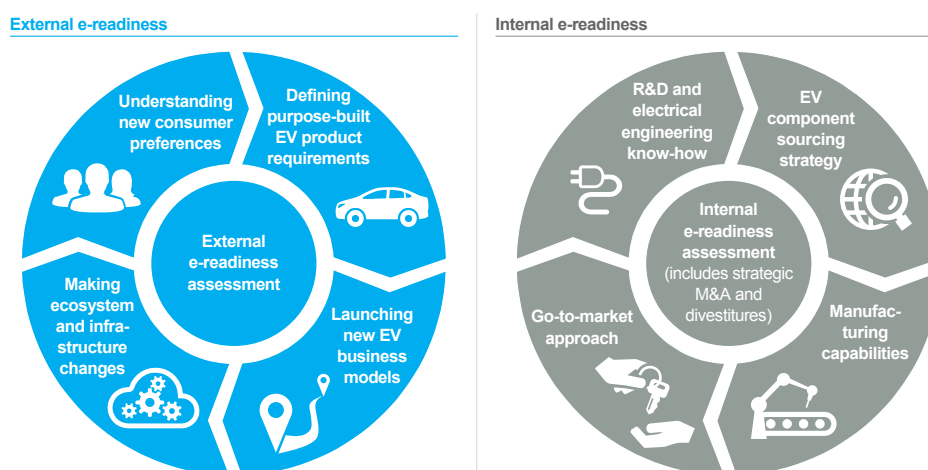 External e-readiness
Understanding
new consumer
preferences
Defining
purpose-built
EV product
requirements
External
e-readiness
assessment
Making
ecosystem
and infra-
structure
changes
Launching
new EV
business
models
Internal e-readiness
R&D and
electrical
engineering
know-how
EV
component
sourcing
strategy
Internal
e-readiness
assessment
(includes strategic
M&A and
divestitures)
Go-to-market
approach
Manufac-
turing
capabilities